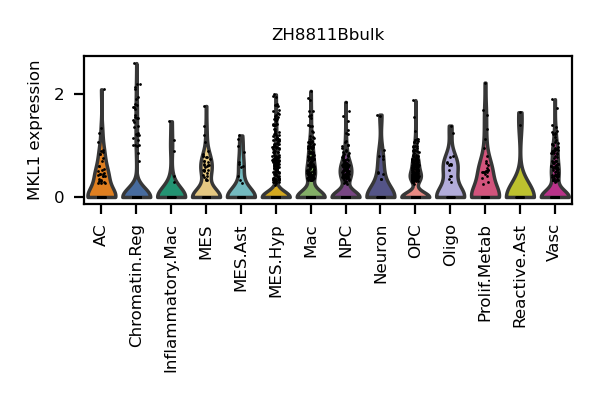 ZH8811Bbulk
MKL1 expression
2
0
AC
Chromatin.Reg
Inflammatory.Mac
MES
MES.Ast
MES.Hyp
Mac
NPC
Neuron
OPC
Oligo
Prolif.Metab
Reactive.Ast
Vasc